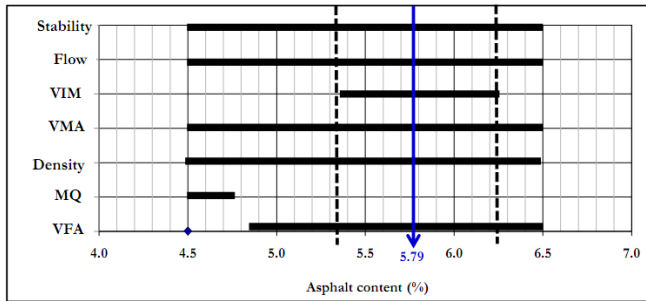 Stability
Flow
VIM
VMA
Density
MQ
VFA
4.0 4.5 5.0 5.5 5.79 6.0 6.5 7.0
Asphalt content (%)